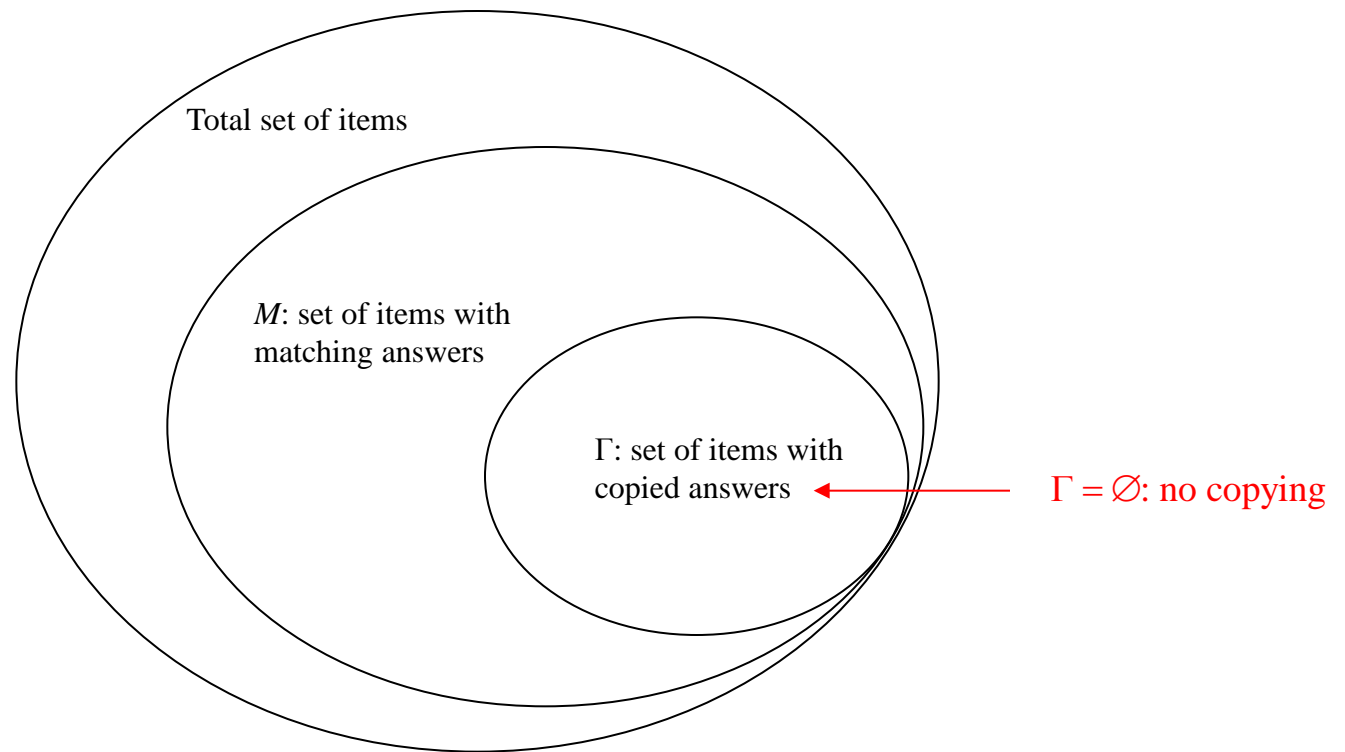 Total set of items
M: set of items with
matching answers
Γ: set of items with
copied answers
Γ = ∅: no copying